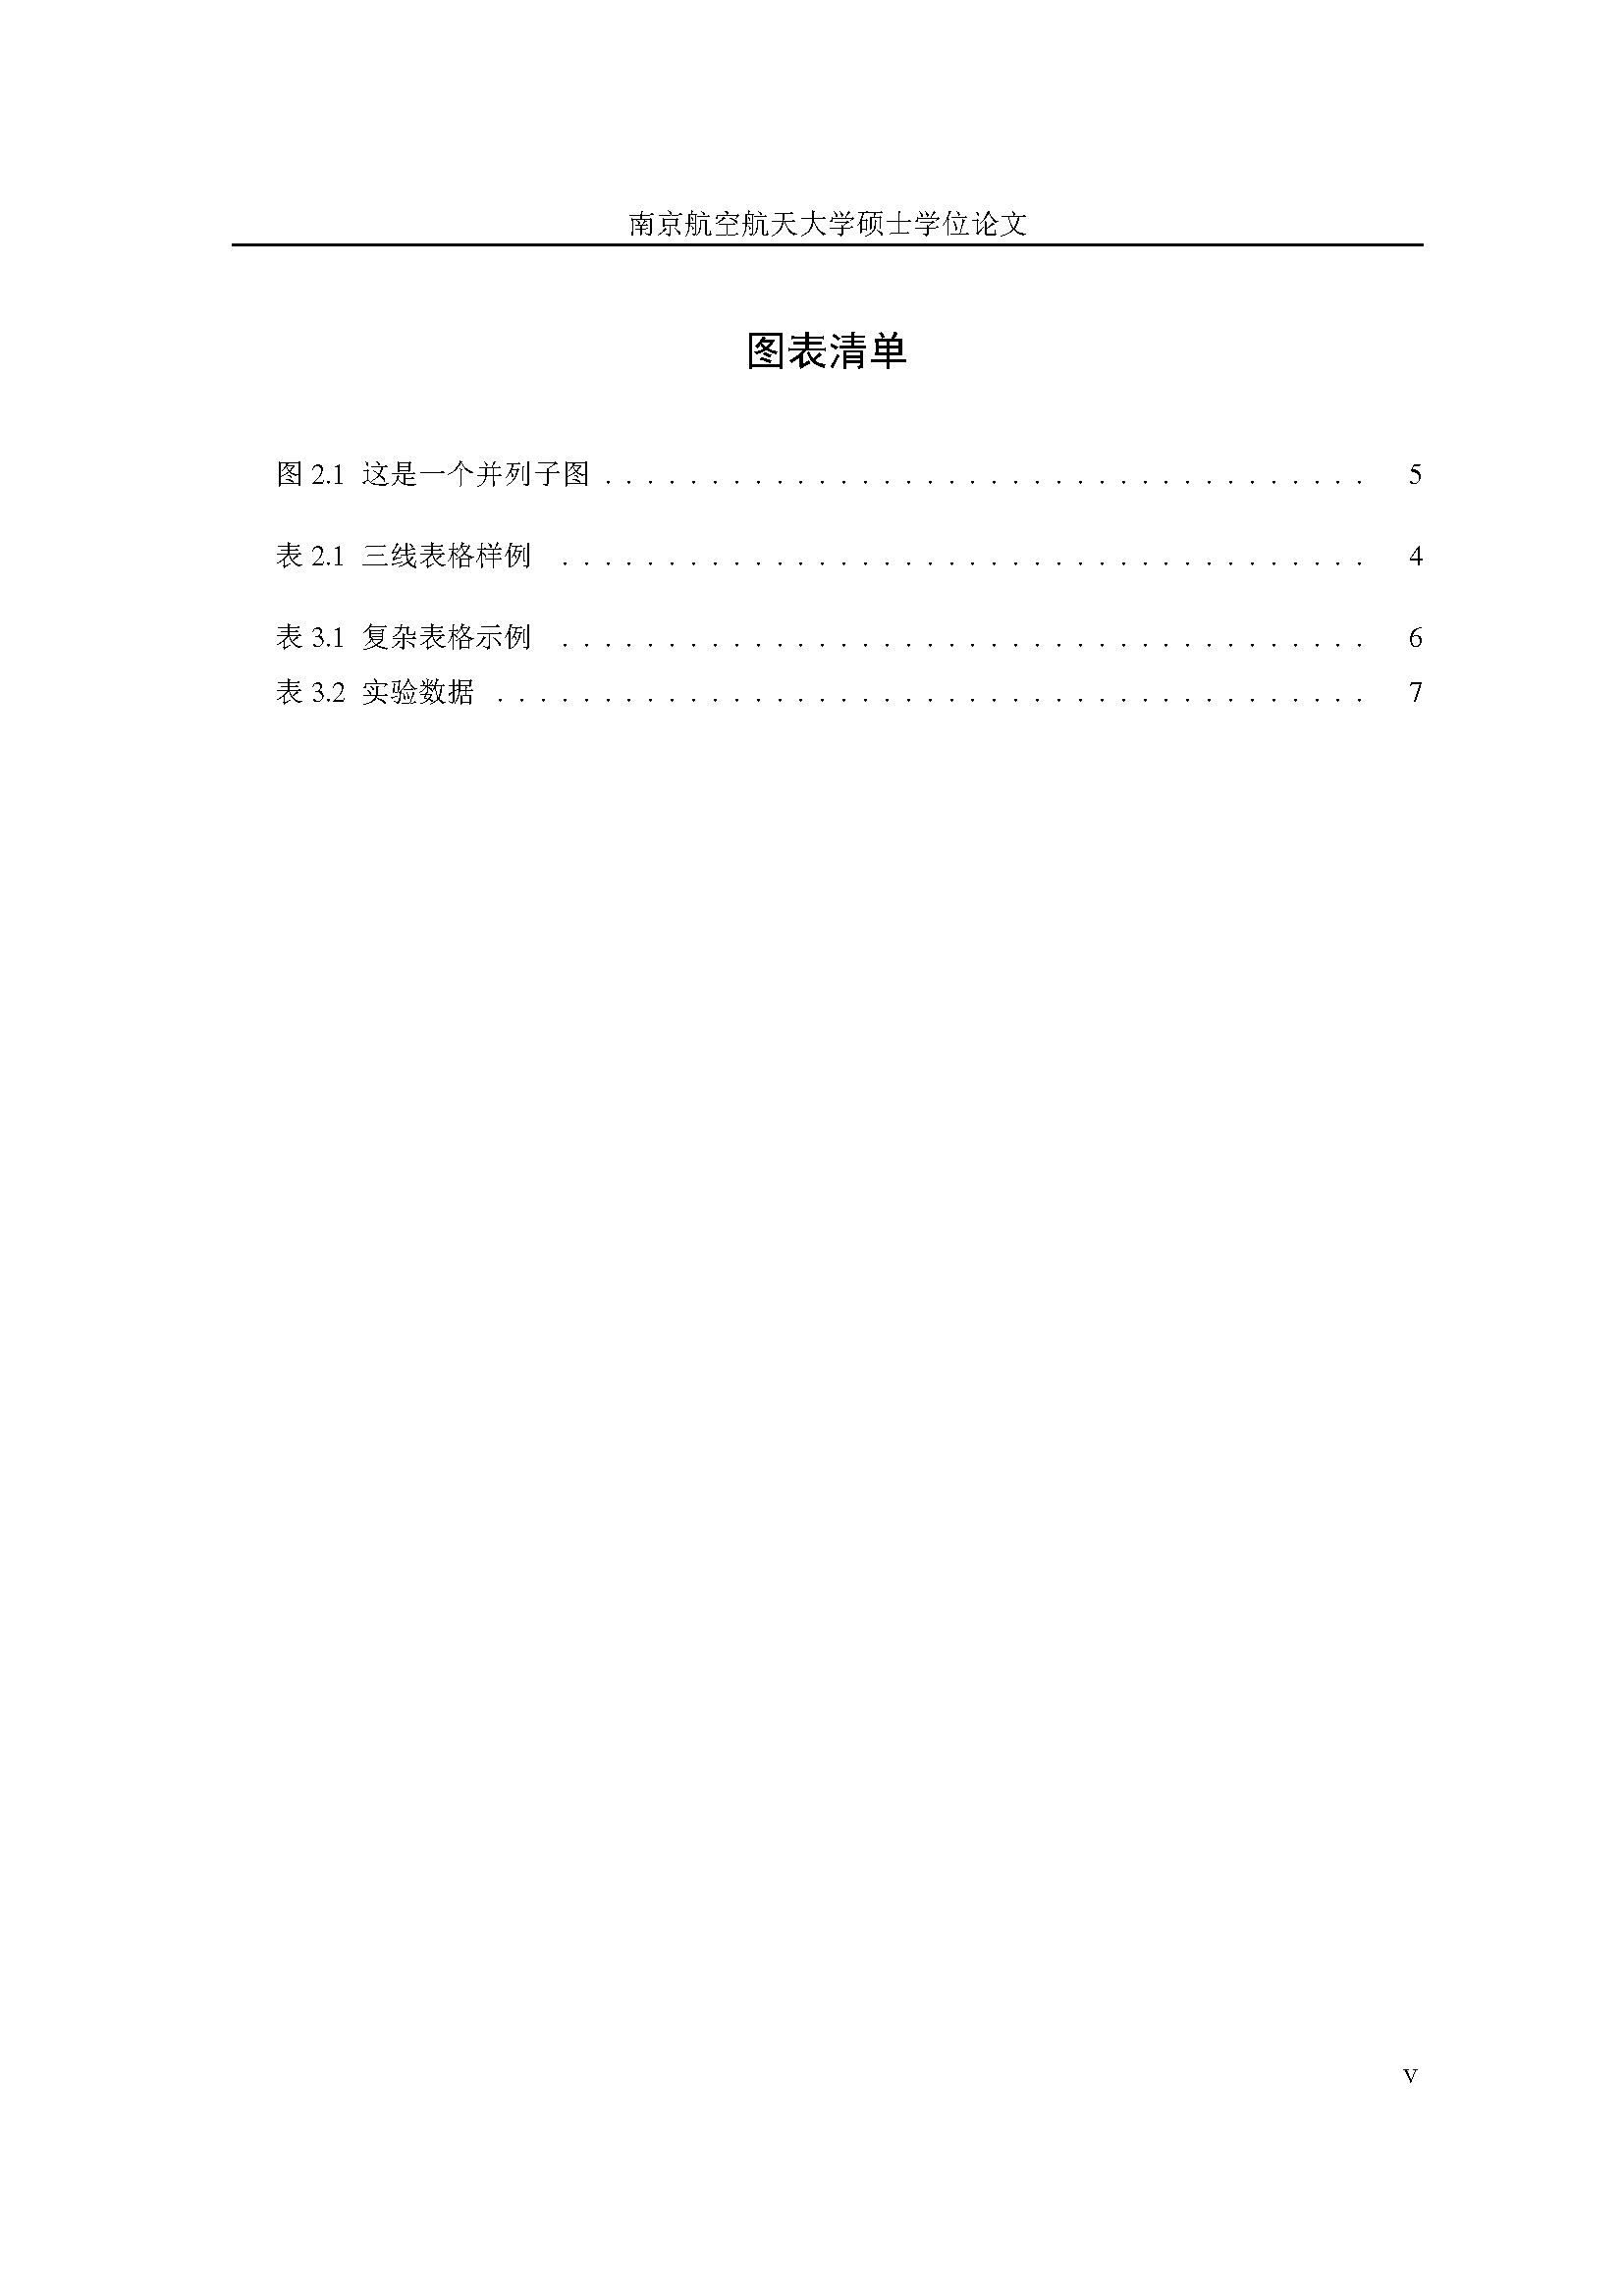 南京航空航天大学硕士学位论文
图表清单
图 2.1 这是一个并列子图 . . . . . . . . . . . . . . . . . . . . . . . . . . . . . . . . . . . . 5
表 2.1 三线表格样例 . . . . . . . . . . . . . . . . . . . . . . . . . . . . . . . . . . . . . . 4
表 3.1 复杂表格示例 . . . . . . . . . . . . . . . . . . . . . . . . . . . . . . . . . . . . . . 6
表 3.2 实验数据 . . . . . . . . . . . . . . . . . . . . . . . . . . . . . . . . . . . . . . . . . 7
v